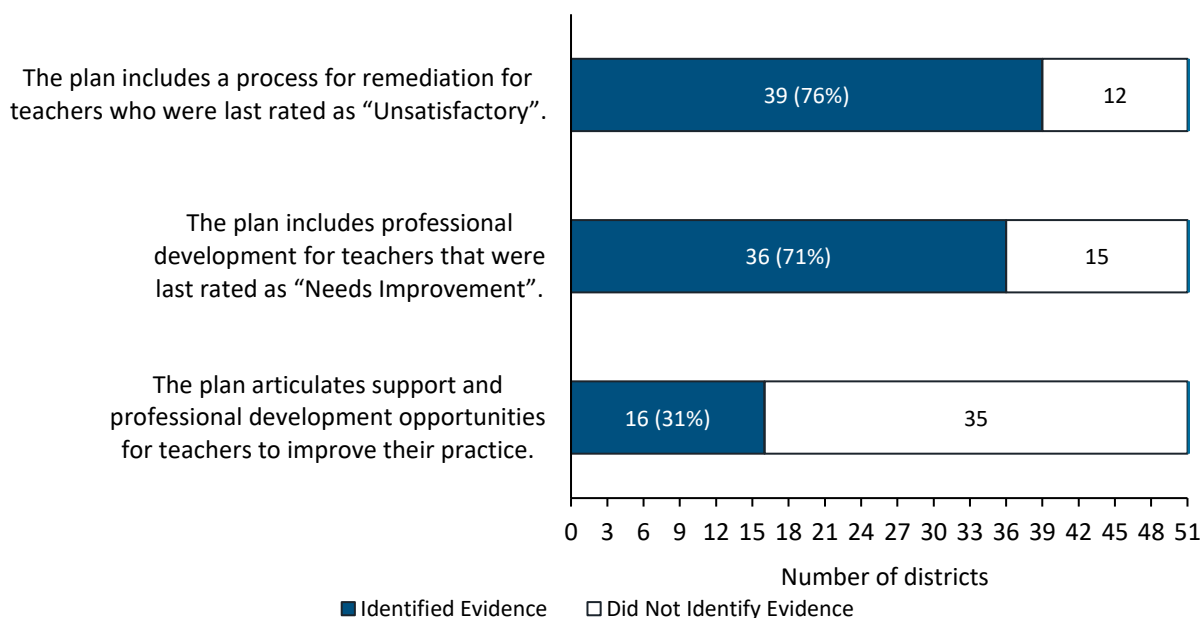 The plan includes a process for remediation for
teachers who were last rated as “Unsatisfactory”.
39 (76%)
12
The plan includes professional
development for teachers that were
last rated as “Needs Improvement”.
36 (71%)
15
The plan articulates support and
professional development opportunities
for teachers to improve their practice.
16 (31%)
35
0 3 6 9 12 15 18 21 24 27 30 33 36 39 42 45 48 51
Number of districts
Identified Evidence
Did Not Identify Evidence